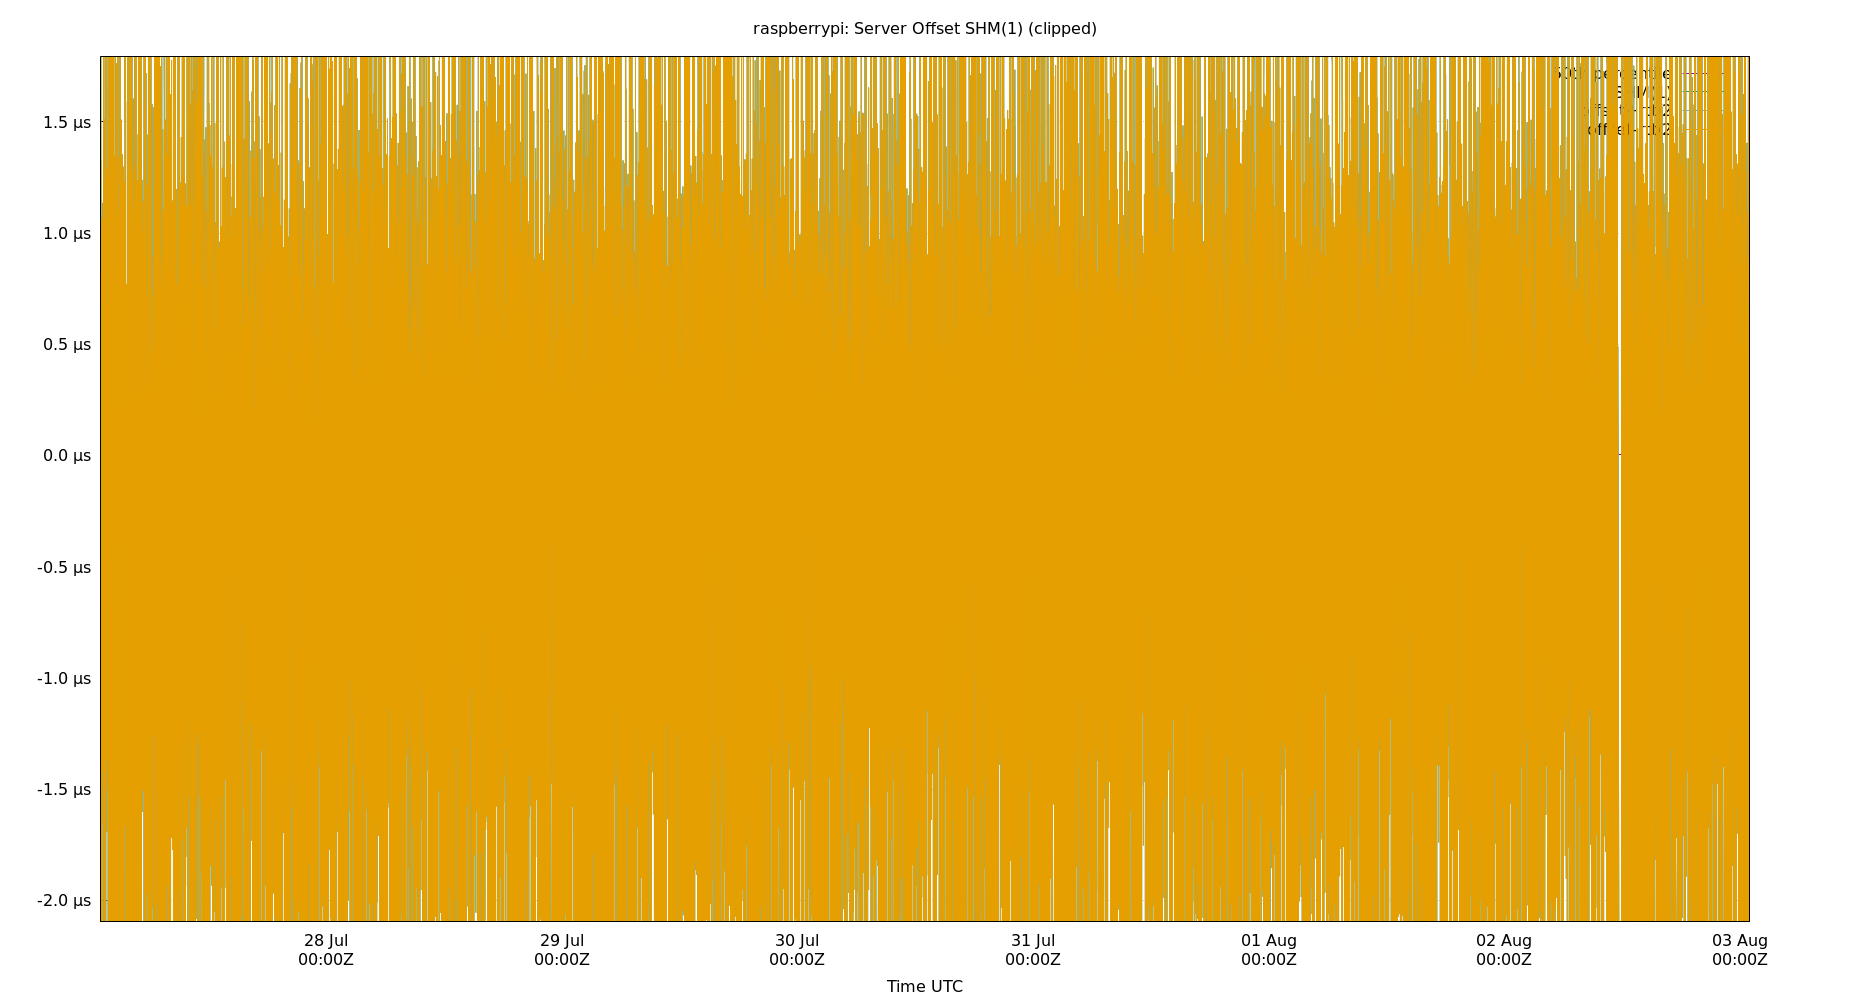 raspberrypi: Server Offset SHM(1) (clipped)
1.5 µs
1.0 µs
0.5 µs
0.0 µs
-0.5 µs
-1.0 µs
-1.5 µs
-2.0 µs
28 Jul 29 Jul 30 Jul 31 Jul 01 Aug 02 Aug 03 Aug
00:00Z 00:00Z 00:00Z 00:00Z 00:00Z 00:00Z 00:00Z
Time UTC